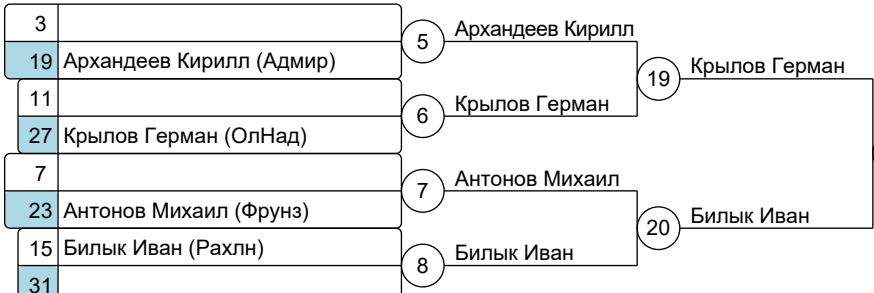 3
19 Архандеев Кирилл (Адмир)
5
Архандеев Кирилл
11
27 Крылов Герман (ОлНад)
6
Крылов Герман
19
Крылов Герман
7
23 Антонов Михаил (Фрунз)
7
Антонов Михаил
15 Билык Иван (Рахлн)
31
8
Билык Иван
20
Билык Иван